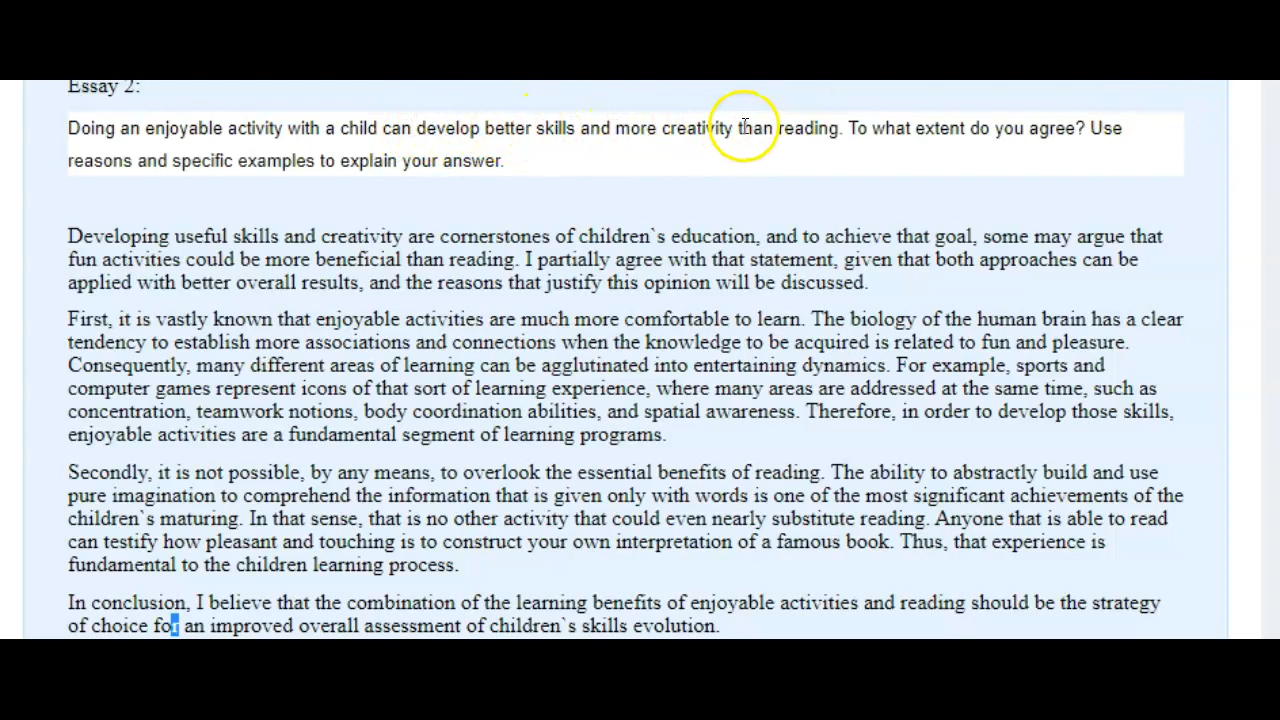 Essay 2:
Doing an enjoyable activity with a child can develop better skills and more creativity than reading. To what extent do you agree? Use
reasons and specific examples to explain your answer.
Developing useful skills and creativity are cornerstones of children`s education, and to achieve that goal, some may argue that
fun activities could be more beneficial than reading. I partially agree with that statement, given that both approaches can be
applied with better overall results, and the reasons that justify this opinion will be discussed.
First, it is vastly known that enjoyable activities are much more comfortable to learn. The biology of the human brain has a clear
tendency to establish more associations and connections when the knowledge to be acquired is related to fun and pleasure.
Consequently, many different areas of learning can be agglutinated into entertaining dynamics. For example, sports and
computer games represent icons of that sort of learning experience, where many areas are addressed at the same time, such as
concentration, teamwork notions, body coordination abilities, and spatial awareness. Therefore, in order to develop those skills,
enjoyable activities are a fundamental segment of learning programs.
Secondly, it is not possible, by any means, to overlook the essential benefits of reading. The ability to abstractly build and use
pure imagination to comprehend the information that is given only with words is one of the most significant achievements of the
children`s maturing. In that sense, that is no other activity that could even nearly substitute reading. Anyone that is able to read
can testify how pleasant and touching is to construct your own interpretation of a famous book. Thus, that experience is
fundamental to the children learning process.
In conclusion, I believe that the combination of the learning benefits of enjoyable activities and reading should be the strategy
of choice for an improved overall assessment of children`s skills evolution.